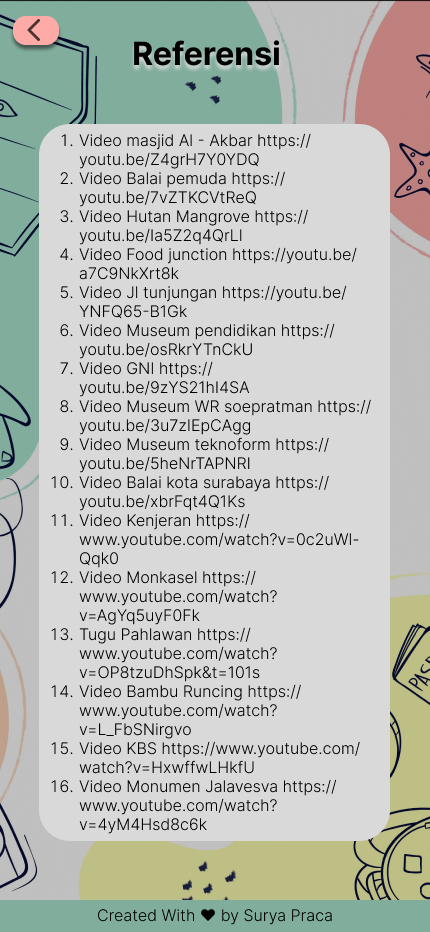 Referensi
1. Video masjid Al - Akbar https://
youtu.be/Z4grH7Y0YDQ
2. Video Balai pemuda https://
youtu.be/7vZTKCVtReQ
3. Video Hutan Mangrove https://
youtu.be/Ia5Z2q4QrLI
4. Video Food junction https://youtu.be/
a7C9NkXrt8k
5. Video Jl tunjungan https://youtu.be/
YNFQ65-B1Gk
6. Video Museum pendidikan https://
youtu.be/osRkrYTnCkU
7. Video GNI https://
youtu.be/9zYS21hI4SA
8. Video Museum WR soepratman https://
youtu.be/3u7zlEpCAgg
9. Video Museum teknoform https://
youtu.be/5heNrTAPNRI
10. Video Balai kota surabaya https://
youtu.be/xbrFqt4Q1Ks
11. Video Kenjeran https://
www.youtube.com/watch?v=0c2uWl-
Qqk0
12. Video Monkasel https://
www.youtube.com/watch?
v=AgYq5uyF0Fk
13. Tugu Pahlawan https://
www.youtube.com/watch?
v=OP8tzuDhSpk&t=101s
14. Video Bambu Runcing https://
www.youtube.com/watch?
v=L_FbSNirgvo
15. Video KBS https://www.youtube.com/
watch?v=HxwffwLHkfU
16. Video Monumen Jalavesva https://
www.youtube.com/watch?
v=4yM4Hsd8c6k
Created With ♥ by Surya Praca